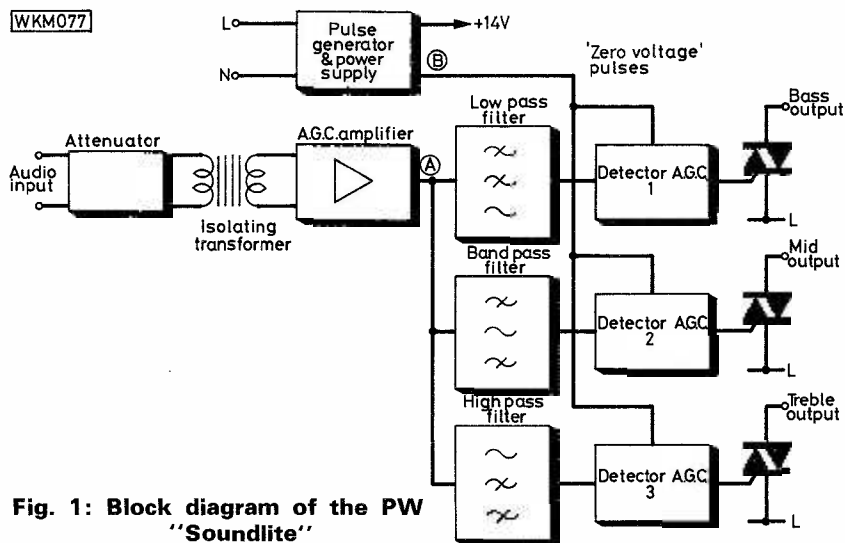 WKM077
L
N
Pulse
generator
& power
supply
+14V
B
'Zero voltage'
pulses
Attenuator
Audio
input
Isolating
transformer
A.G.C.amplifier
A
Low pass
filter
Detector A.G.C.
1
Bass
output
L
Band pass
filter
Detector A.G.C.
2
Mid
output
L
High pass
filter
Detector A.G.C.
3
Treble
output
L
Fig. 1: Block diagram of the PW
"Soundlite"